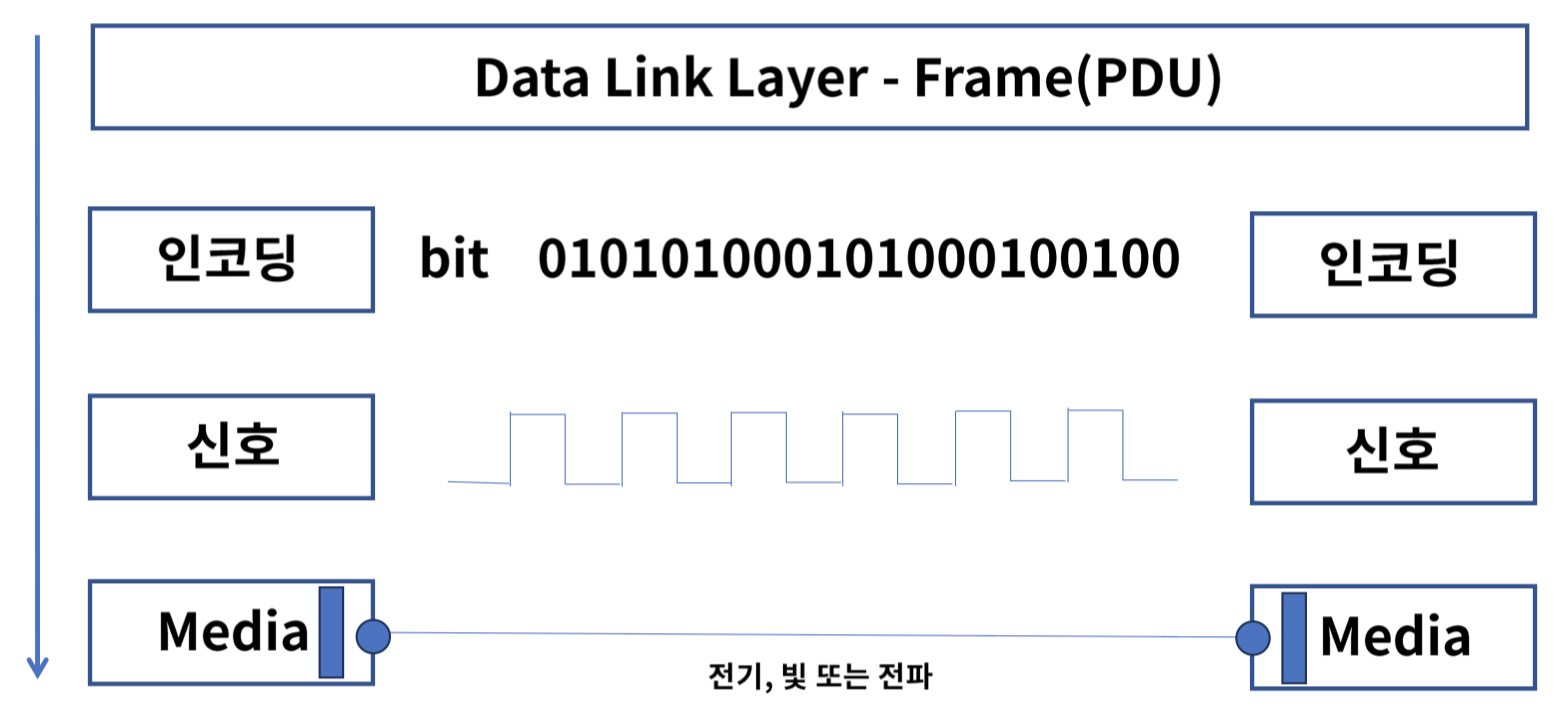 Data Link Layer - Frame(PDU)
인코딩 bit 010101000101000100100 인코딩
신호 신호
Media Media
전기, 빛 또는 전파